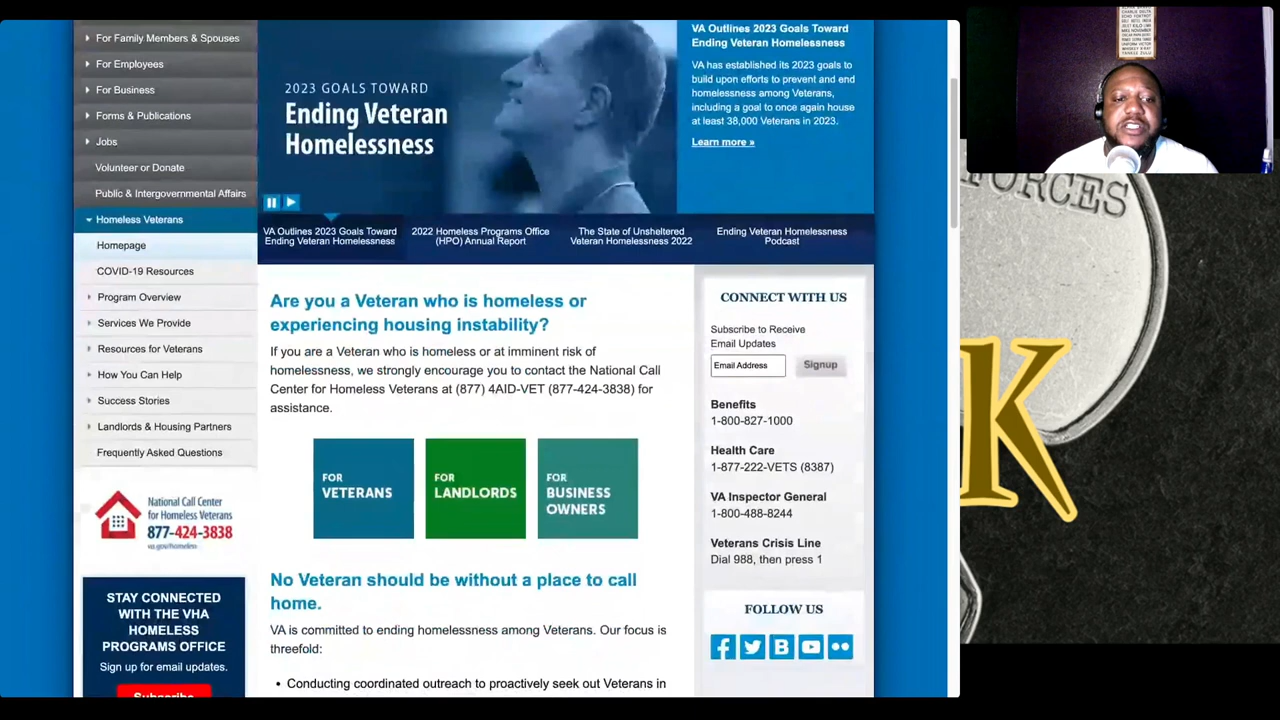 For Family Members & Spouses
For Employees
For Business
Forms & Publications
Jobs
Volunteer or Donate
Public & Intergovernmental Affairs
Homeless Veterans
Homepage
COVID-19 Resources
Program Overview
Services We Provide
Resources for Veterans
How You Can Help
Success Stories
Landlords & Housing Partners
Frequently Asked Questions
National Call Center
for Homeless Veterans
877-424-3838
va.gov/homeless
STAY CONNECTED
WITH THE VHA
HOMELESS
PROGRAMS OFFICE
Sign up for email updates.
Subscribe
2023 GOALS TOWARD
Ending Veteran
Homelessness
VA Outlines 2023 Goals Toward
Ending Veteran Homelessness
VA has established its 2023 goals to
build upon efforts to prevent and end
homelessness among Veterans,
including a goal to once again house
at least 38,000 Veterans in 2023.
Learn more »
VA Outlines 2023 Goals Toward
Ending Veteran Homelessness
2022 Homeless Programs Office
(HPO) Annual Report
The State of Unsheltered
Veteran Homelessness 2022
Ending Veteran Homelessness
Podcast
Are you a Veteran who is homeless or
experiencing housing instability?
If you are a Veteran who is homeless or at imminent risk of
homelessness, we strongly encourage you to contact the National Call
Center for Homeless Veterans at (877) 4AID-VET (877-424-3838) for
assistance.
FOR
VETERANS
FOR
LANDLORDS
FOR
BUSINESS
OWNERS
No Veteran should be without a place to call
home.
VA is committed to ending homelessness among Veterans. Our focus is
threefold:
• Conducting coordinated outreach to proactively seek out Veterans in
CONNECT WITH US
Subscribe to Receive
Email Updates
Email Address
Signup
Benefits
1-800-827-1000
Health Care
1-877-222-VETS (8387)
VA Inspector General
1-800-488-8244
Veterans Crisis Line
Dial 988, then press 1
FOLLOW US
FORCES
K